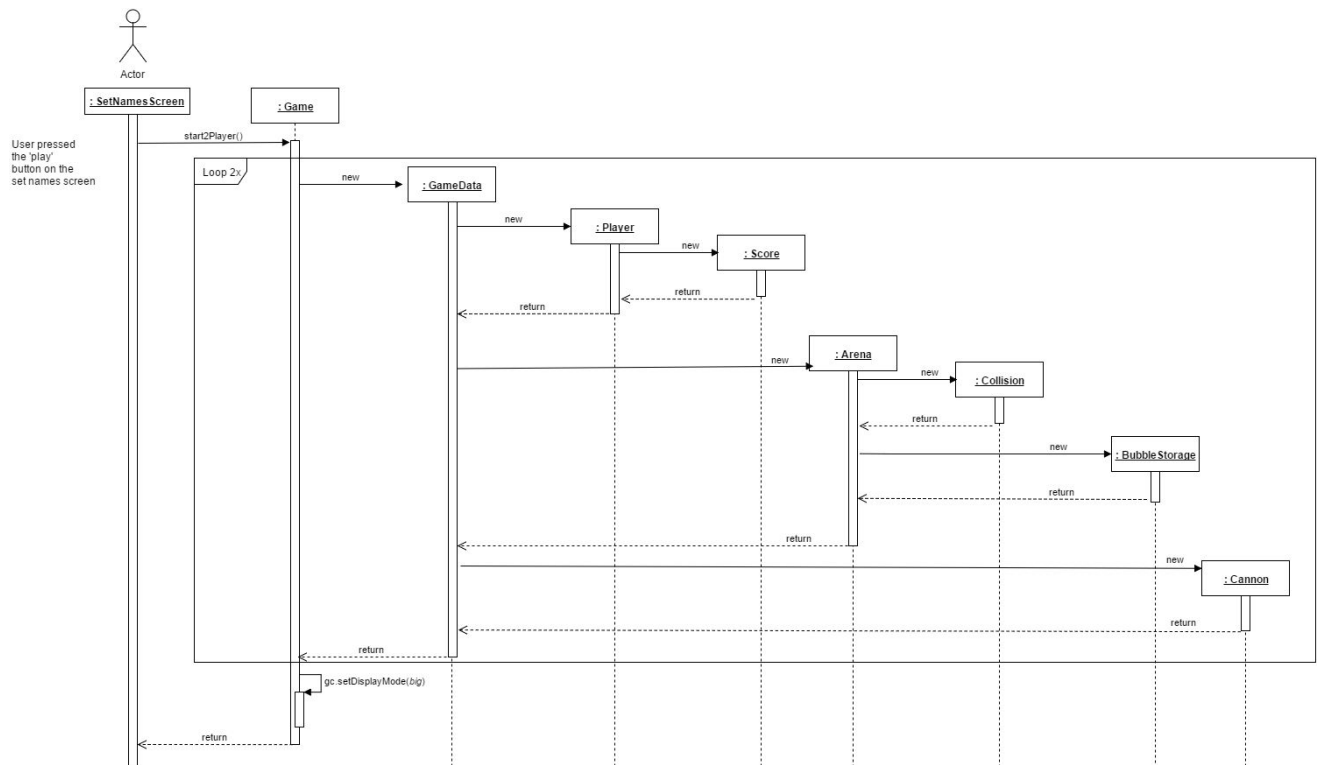 Actor
: SetNamesScreen
: Game
User pressed
the 'play'
button on the
set names screen
start2Player()
Loop 2x
new
: GameData
new
: Player
new
: Score
return
return
new
: Arena
new
: Collision
return
new
: BubbleStorage
return
return
new
: Cannon
return
return
gc.setDisplayMode(big)
return